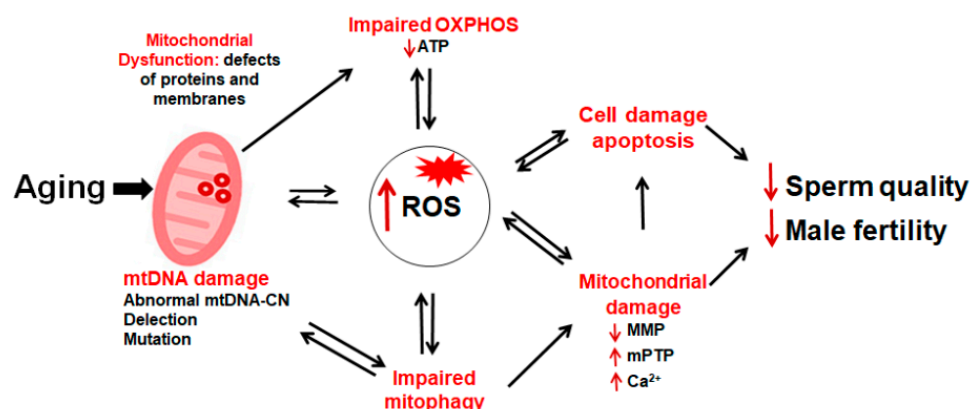 Mitochondrial
Dysfunction: defects
of proteins and
membranes
Impaired OXPHOS
↓ATP
Aging
↑ ROS
Cell damage
apoptosis
↓ Sperm quality
↓ Male fertility
mtDNA damage
Abnormal mtDNA-CN
Delection
Mutation
Mitochondrial
damage
↓ MMP
↑ mPTP
↑ Ca²⁺
Impaired
mitophagy